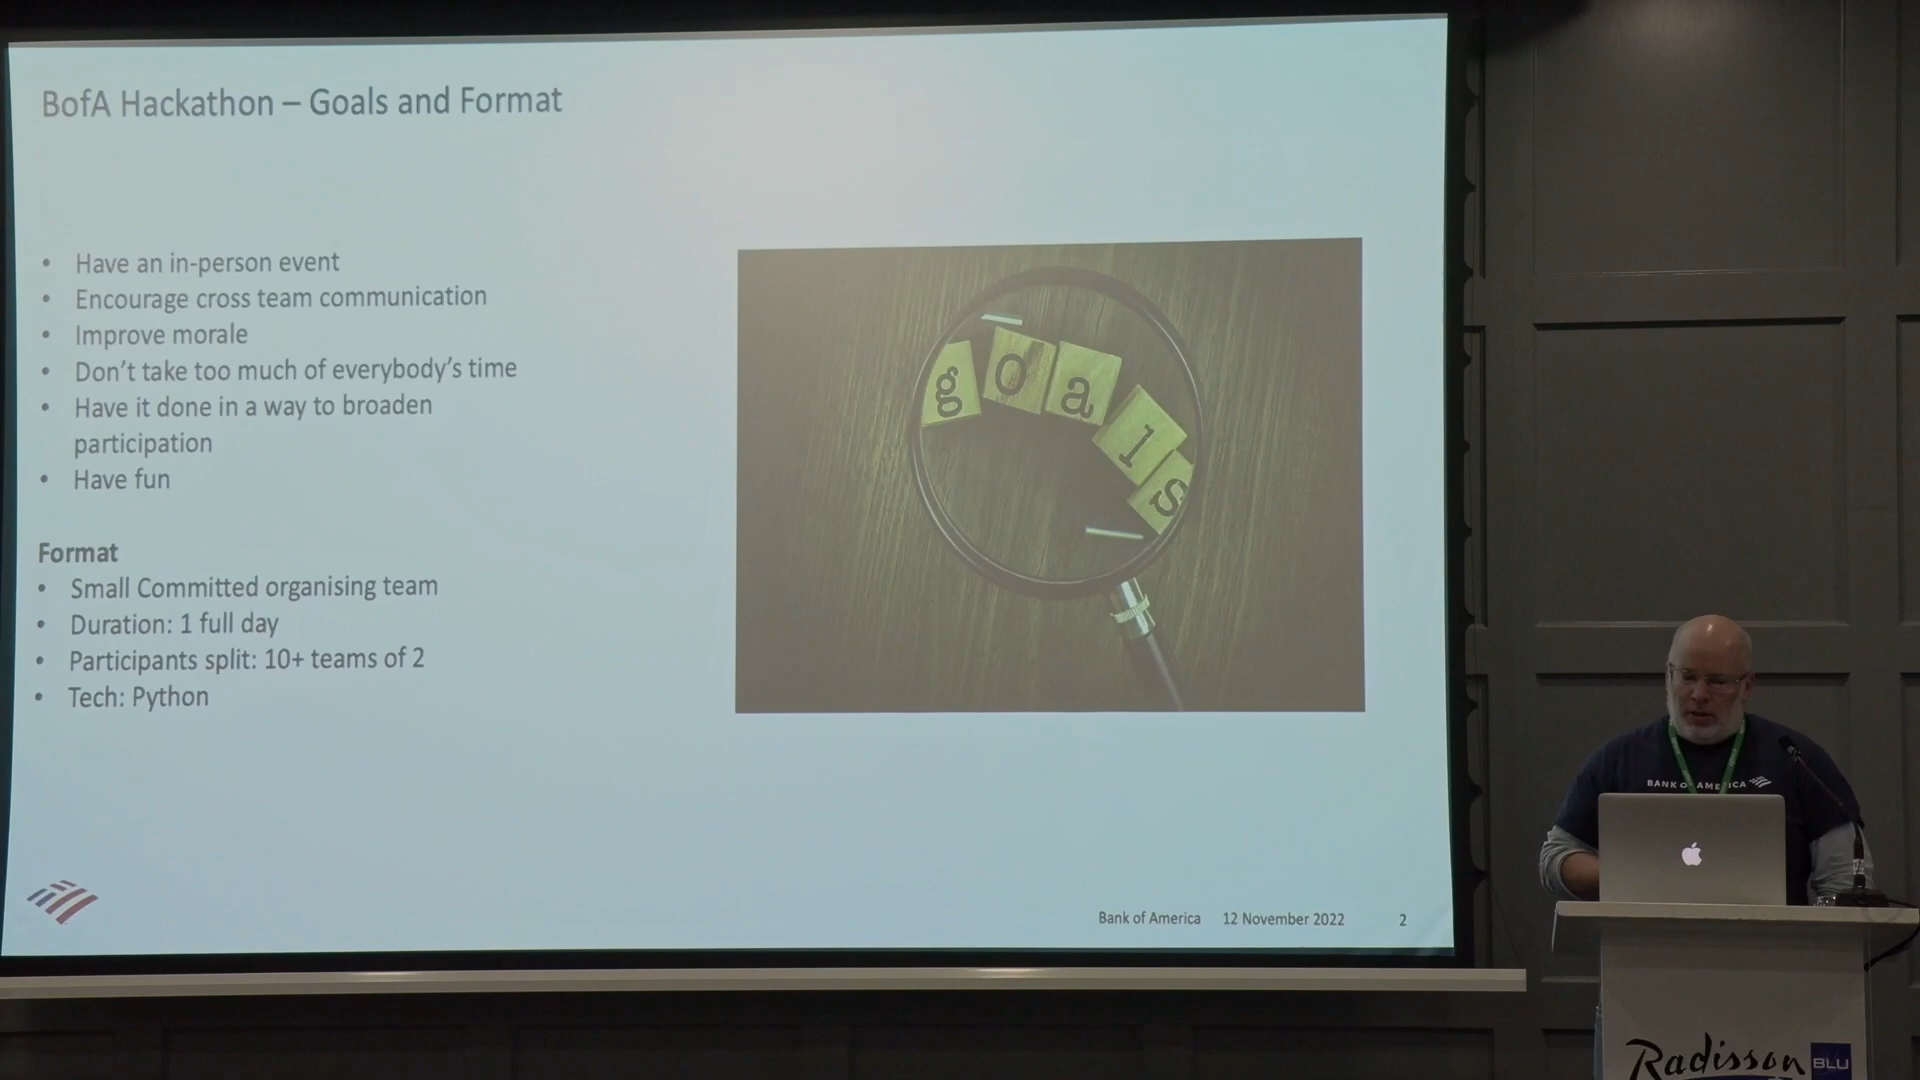 BofA Hackathon – Goals and Format
• Have an in-person event
• Encourage cross team communication
• Improve morale
• Don't take too much of everybody's time
• Have it done in a way to broaden
participation
• Have fun
Format
• Small Committed organising team
• Duration: 1 full day
• Participants split: 10+ teams of 2
• Tech: Python
goals
Bank of America 12 November 2022 2
BANK OF AMERICA
Radisson BLU